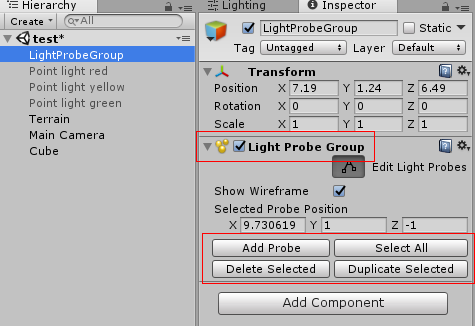 Hierarchy
Create
All
test*
LightProbeGroup
Point light red
Point light yellow
Point light green
Terrain
Main Camera
Cube
Lighting
Inspector
LightProbeGroup
Static
Tag Untagged Layer Default
Transform
Position X 7.19 Y 1.24 Z 6.49
Rotation X 0 Y 0 Z 0
Scale X 1 Y 1 Z 1
Light Probe Group
Edit Light Probes
Show Wireframe
Selected Probe Position
X 9.730619 Y 1 Z -1
Add Probe Select All
Delete Selected Duplicate Selected
Add Component